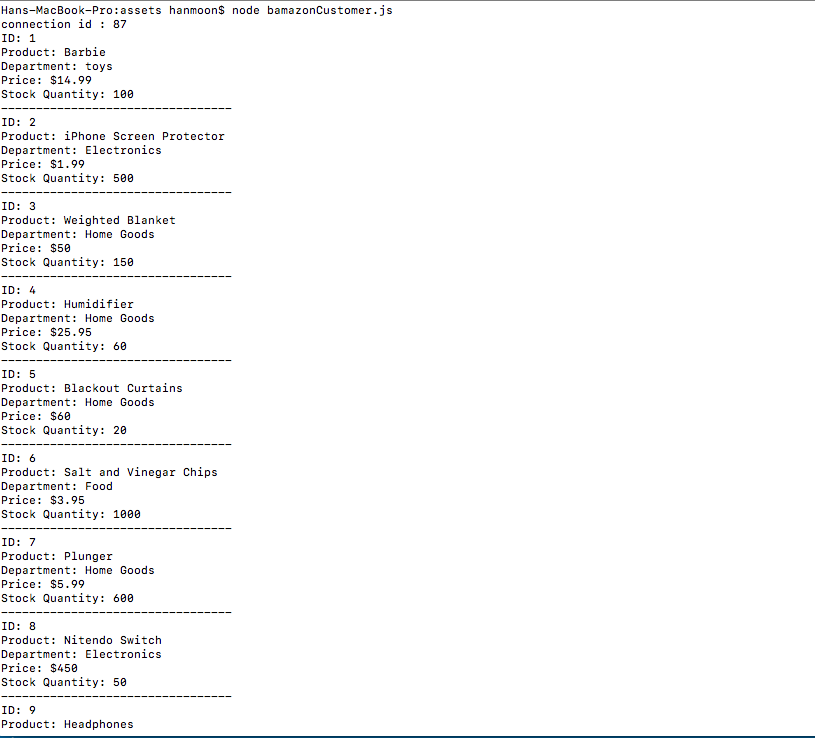 Hans-MacBook-Pro:assets hanmoon$ node bamazonCustomer.js
connection id : 87
ID: 1
Product: Barbie
Department: toys
Price: $14.99
Stock Quantity: 100
---------------------------------
ID: 2
Product: iPhone Screen Protector
Department: Electronics
Price: $1.99
Stock Quantity: 500
---------------------------------
ID: 3
Product: Weighted Blanket
Department: Home Goods
Price: $50
Stock Quantity: 150
---------------------------------
ID: 4
Product: Humidifier
Department: Home Goods
Price: $25.95
Stock Quantity: 60
---------------------------------
ID: 5
Product: Blackout Curtains
Department: Home Goods
Price: $60
Stock Quantity: 20
---------------------------------
ID: 6
Product: Salt and Vinegar Chips
Department: Food
Price: $3.95
Stock Quantity: 1000
---------------------------------
ID: 7
Product: Plunger
Department: Home Goods
Price: $5.99
Stock Quantity: 600
---------------------------------
ID: 8
Product: Nitendo Switch
Department: Electronics
Price: $450
Stock Quantity: 50
---------------------------------
ID: 9
Product: Headphones